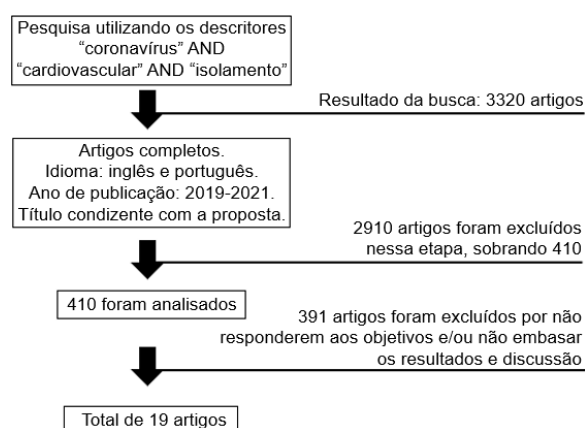 Pesquisa utilizando os descritores
“coronavírus” AND
“cardiovascular” AND “isolamento”
Resultado da busca: 3320 artigos
Artigos completos.
Idioma: inglês e português.
Ano de publicação: 2019-2021.
Título condizente com a proposta.
2910 artigos foram excluídos
nessa etapa, sobrando 410
410 foram analisados
391 artigos foram excluídos por não
responderem aos objetivos e/ou não embasar
os resultados e discussão
Total de 19 artigos